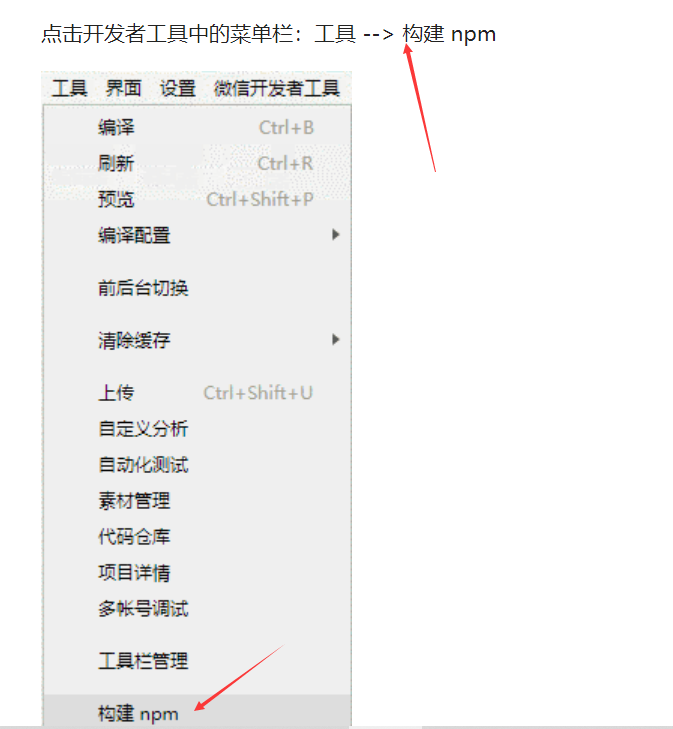 点击开发者工具中的菜单栏：工具 --> 构建 npm
工具 界面 设置 微信开发者工具
编译 Ctrl+B
刷新 Ctrl+R
预览 Ctrl+Shift+P
编译配置
前后台切换
清除缓存
上传 Ctrl+Shift+U
自定义分析
自动化测试
素材管理
代码仓库
项目详情
多帐号调试
工具栏管理
构建 npm